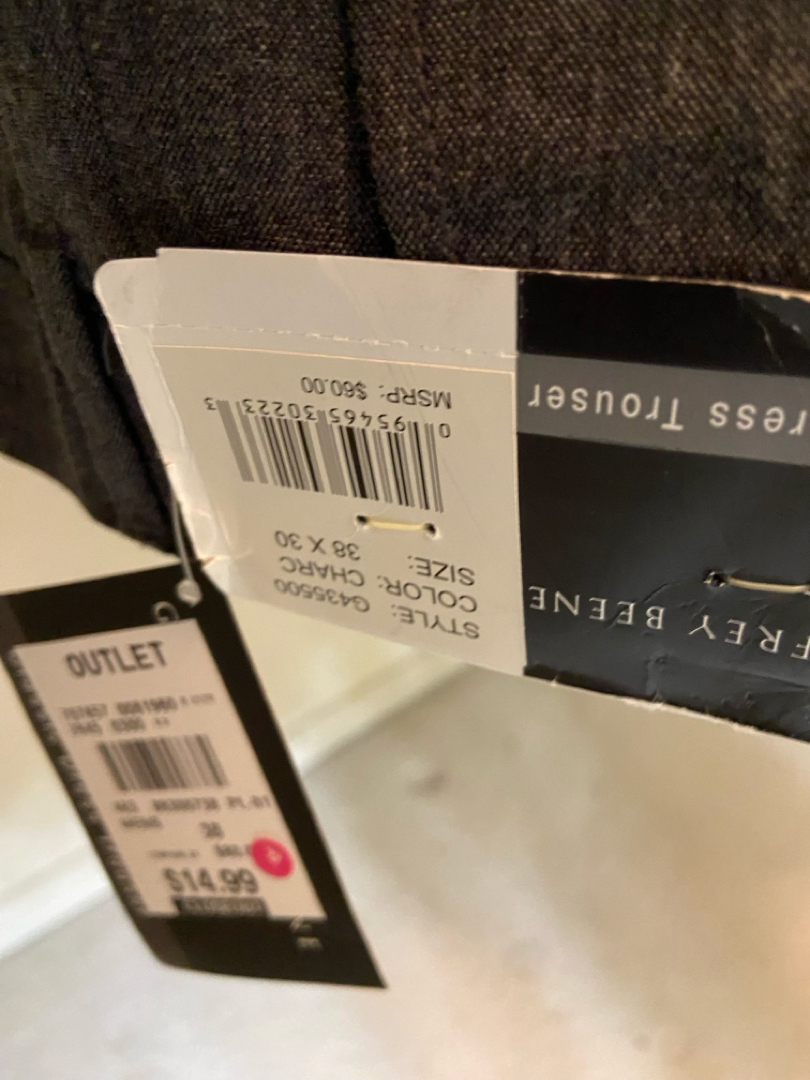 FREY BEENE
ress Trouser
STYLE: G435500
COLOR: CHARC
SIZE: 38 X 30
0 95465 30223 3
MSRP: $60.00
OUTLET
38
$14.99